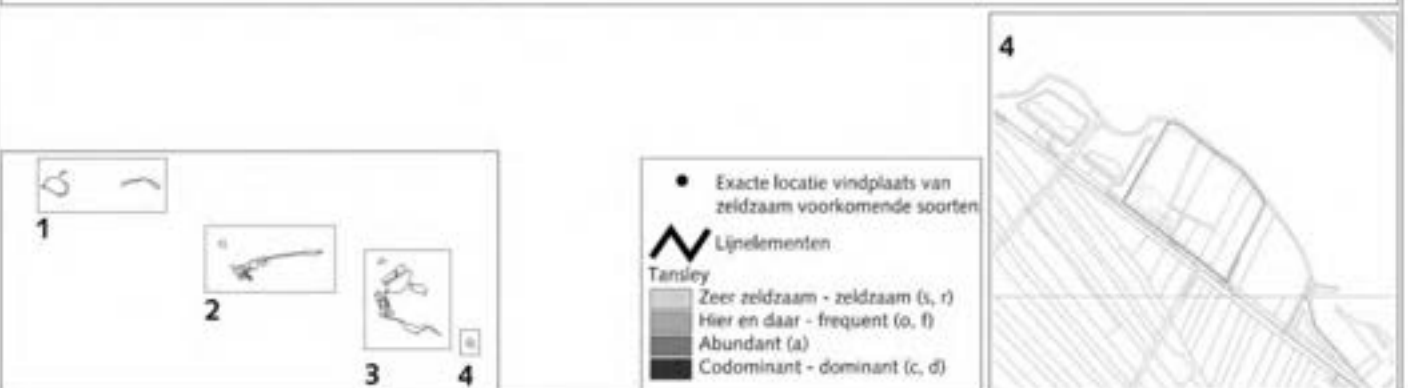 1
2
3
4
Exacte locatie vindplaats van
zeldzaam voorkomende soorten
Lijnelementen
Tansley
Zeer zeldzaam - zeldzaam (s, r)
Hier en daar - frequent (o, f)
Abundant (a)
Codominant - dominant (c, d)
4